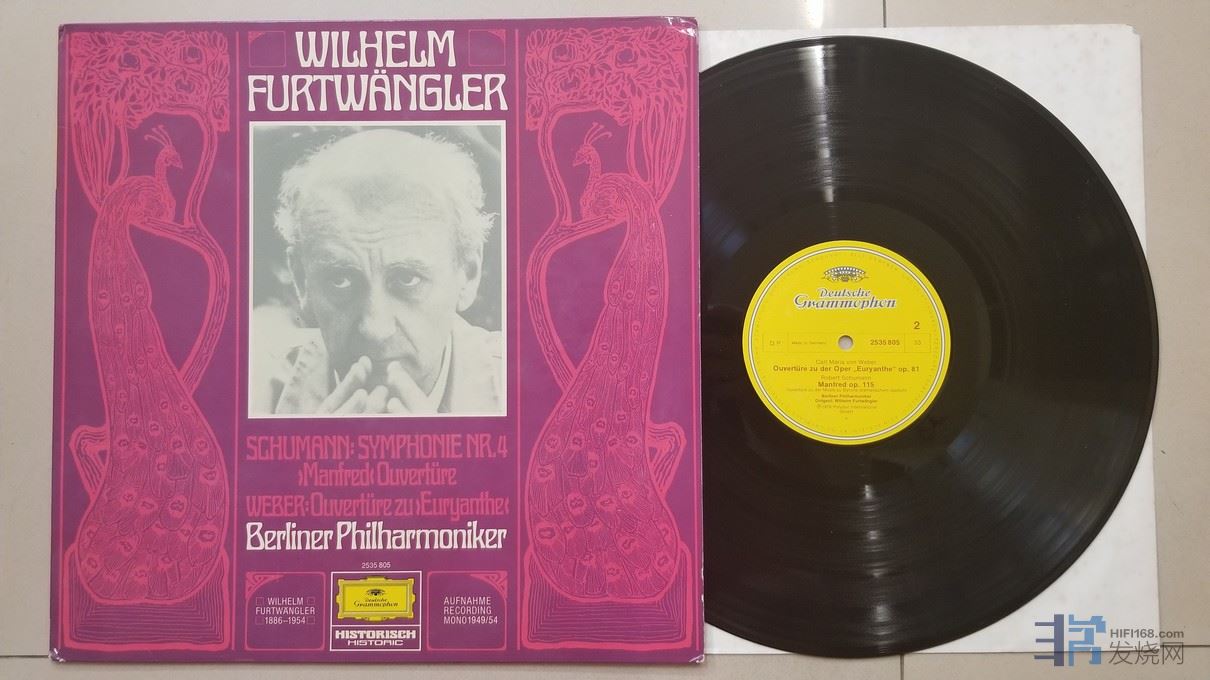 WILHELM
FURTWÄNGLER
SCHUMANN: SYMPHONIE NR. 4
›Manfred‹ Ouvertüre
WEBER: Ouvertüre zu ›Euryanthe‹
Berliner Philharmoniker
2535 805
WILHELM
FURTWÄNGLER
1886–1954
Deutsche
Grammophon
HISTORISCH
HISTORIC
AUFNAHME
RECORDING
MONO 1949/54
Deutsche
Grammophon
2
Made in Germany
2535 805
33
Carl Maria von Weber
Ouvertüre zu der Oper „Euryanthe“ op. 81
Robert Schumann
Manfred op. 115
Berliner Philharmoniker
Dirigent: Wilhelm Furtwängler
HIFI168.com
发烧网